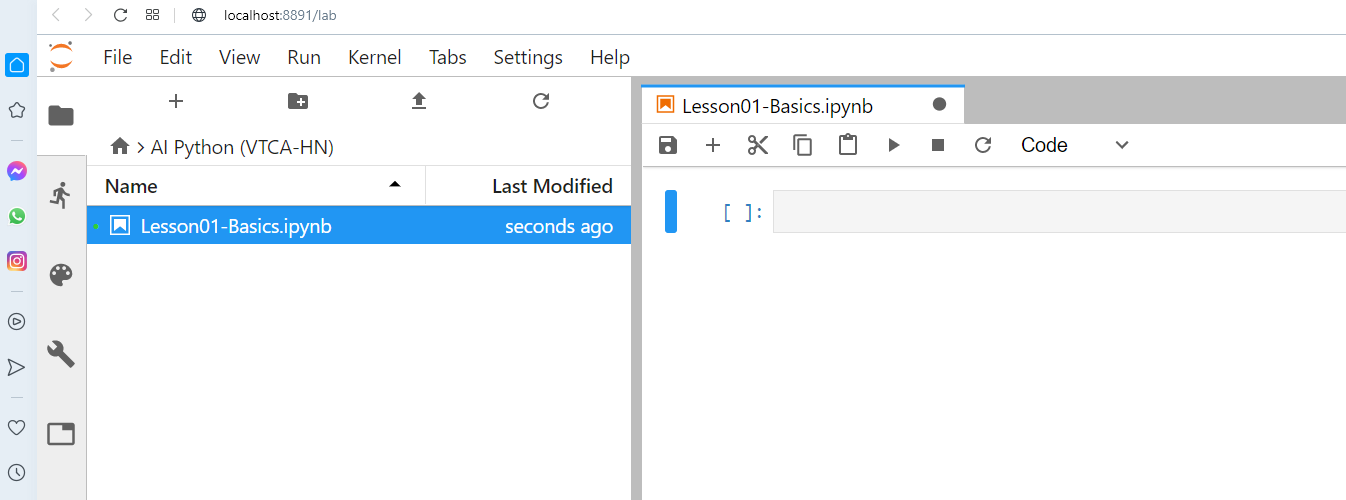 localhost:8891/lab
File Edit View Run Kernel Tabs Settings Help
Lesson01-Basics.ipynb
AI Python (VTCA-HN)
Code
Name Last Modified
Lesson01-Basics.ipynb seconds ago
[ ]: